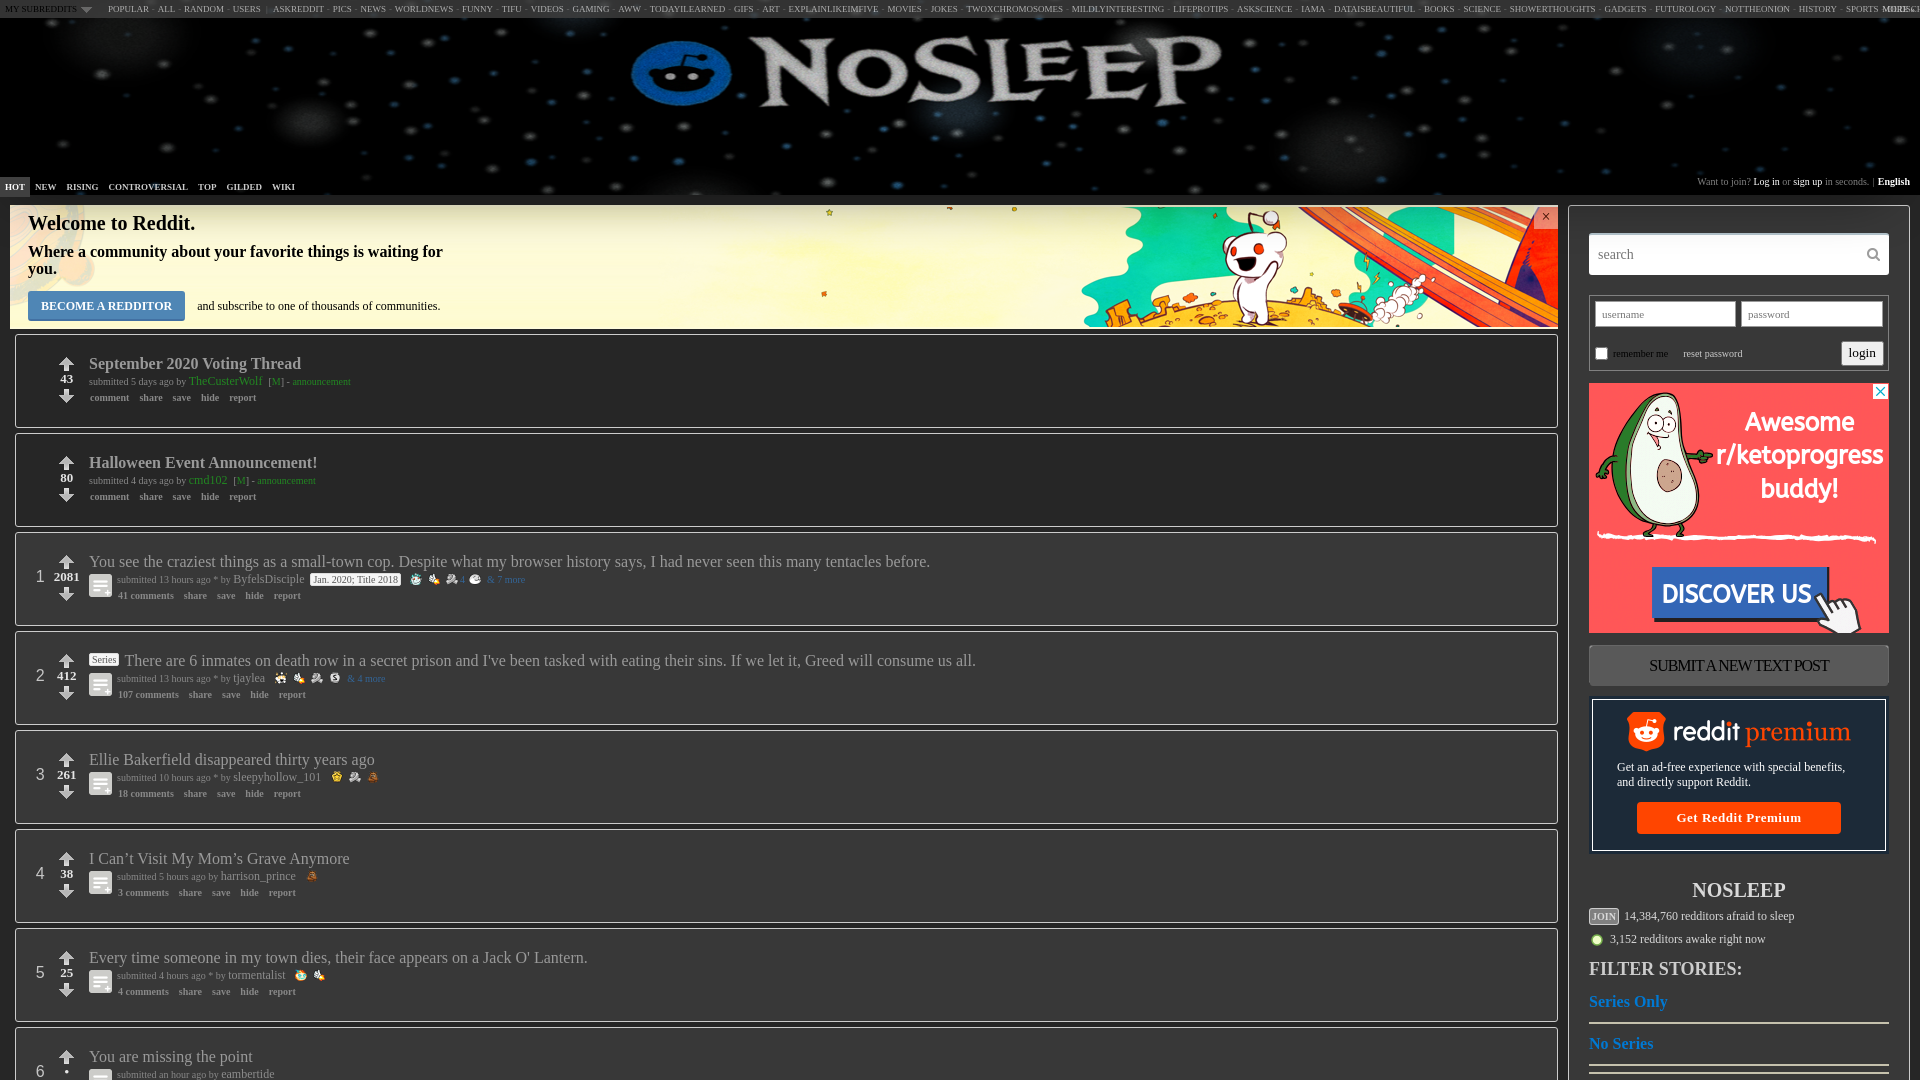 MY SUBREDDITS POPULAR - ALL - RANDOM - USERS | ASKREDDIT - PICS - NEWS - WORLDNEWS - FUNNY - TIFU - VIDEOS - GAMING - AWW - TODAYILEARNED - GIFS - ART - EXPLAINLIKEIMFIVE - MOVIES - JOKES - TWOXCHROMOSOMES - MILDLYINTERESTING - LIFEPROTIPS - ASKSCIENCE - IAMA - DATAISBEAUTIFUL - BOOKS - SCIENCE - SHOWERTHOUGHTS - GADGETS - FUTUROLOGY - NOTTHEONION - HISTORY - SPORTS
NOSLEEP
HOT NEW RISING CONTROVERSIAL TOP GILDED WIKI
Want to join? Log in or sign up in seconds. | English
Welcome to Reddit.
Where a community about your favorite things is waiting for
you.
BECOME A REDDITOR and subscribe to one of thousands of communities.
×
43
September 2020 Voting Thread
submitted 5 days ago by TheCusterWolf [M] - announcement
comment share save hide report
80
Halloween Event Announcement!
submitted 4 days ago by cmd102 [M] - announcement
comment share save hide report
1
2081
You see the craziest things as a small-town cop. Despite what my browser history says, I had never seen this many tentacles before.
submitted 13 hours ago * by ByfelsDisciple Jan. 2020; Title 2018 4 & 7 more
41 comments share save hide report
2
412
Series There are 6 inmates on death row in a secret prison and I've been tasked with eating their sins. If we let it, Greed will consume us all.
submitted 13 hours ago * by tjaylea & 4 more
107 comments share save hide report
3
261
Ellie Bakerfield disappeared thirty years ago
submitted 10 hours ago * by sleepyhollow_101
18 comments share save hide report
4
38
I Can’t Visit My Mom’s Grave Anymore
submitted 5 hours ago by harrison_prince
3 comments share save hide report
5
25
Every time someone in my town dies, their face appears on a Jack O' Lantern.
submitted 4 hours ago * by tormentalist
4 comments share save hide report
6
•
You are missing the point
submitted an hour ago by eambertide
search
username password
remember me reset password login
Awesome
r/ketoprogress
buddy!
DISCOVER US
SUBMIT A NEW TEXT POST
reddit premium
Get an ad-free experience with special benefits,
and directly support Reddit.
Get Reddit Premium
NOSLEEP
JOIN 14,384,760 redditors afraid to sleep
3,152 redditors awake right now
FILTER STORIES:
Series Only
No Series